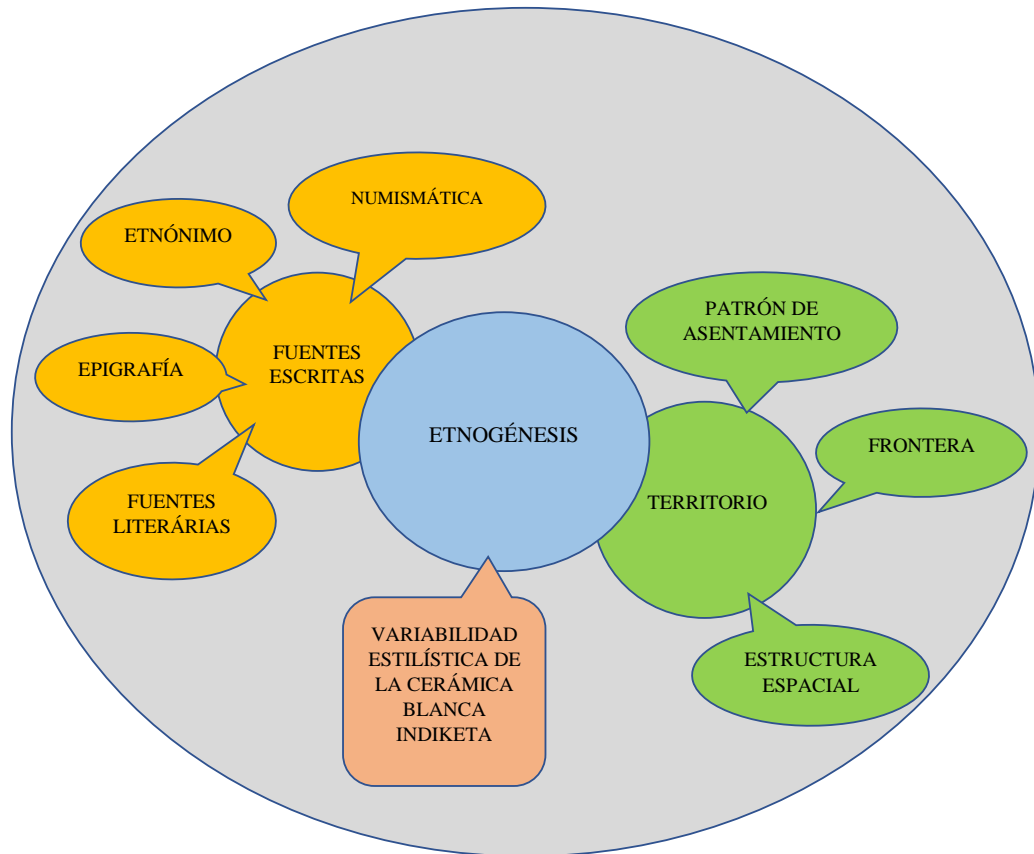 NUMISMÁTICA
ETNÓNIMO
EPIGRAFÍA
FUENTES
ESCRITAS
FUENTES
LITERÁRIAS
ETNOGÉNESIS
VARIABILIDAD
ESTILÍSTICA DE
LA CERÁMICA
BLANCA
INDIKETA
PATRÓN DE
ASENTAMIENTO
FRONTERA
TERRITORIO
ESTRUCTURA
ESPACIAL